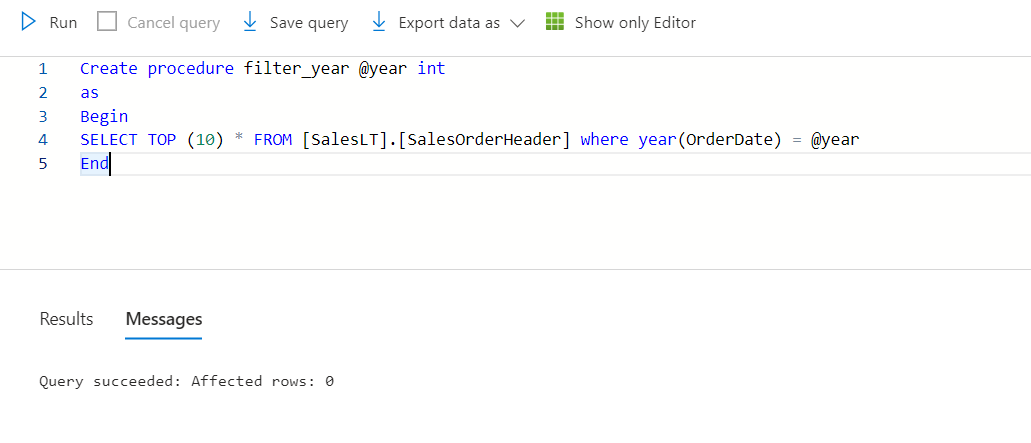 Run Cancel query Save query Export data as Show only Editor
1 Create procedure filter_year @year int
2 as
3 Begin
4 SELECT TOP (10) * FROM [SalesLT].[SalesOrderHeader] where year(OrderDate) = @year
5 End
Results Messages
Query succeeded: Affected rows: 0